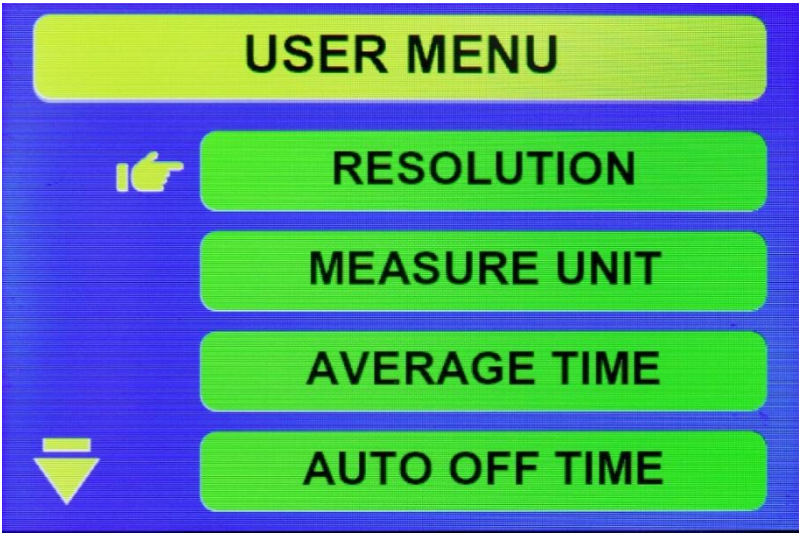 USER MENU
RESOLUTION
MEASURE UNIT
AVERAGE TIME
AUTO OFF TIME